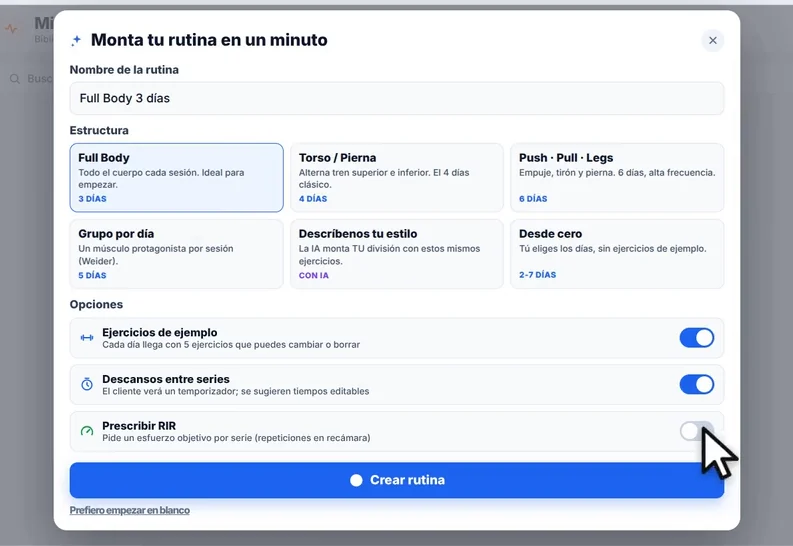 Mi
Bibli
Busc
Monta tu rutina en un minuto
Nombre de la rutina
Full Body 3 días
Estructura
Full Body
Todo el cuerpo cada sesión. Ideal para
empezar.
3 DÍAS
Torso / Pierna
Alterna tren superior e inferior. El 4 días
clásico.
4 DÍAS
Push · Pull · Legs
Empuje, tirón y pierna. 6 días, alta frecuencia.
6 DÍAS
Grupo por día
Un músculo protagonista por sesión
(Weider).
5 DÍAS
Descríbenos tu estilo
La IA monta TU división con estos mismos
ejercicios.
CON IA
Desde cero
Tú eliges los días, sin ejercicios de ejemplo.
2-7 DÍAS
Opciones
Ejercicios de ejemplo
Cada día llega con 5 ejercicios que puedes cambiar o borrar
Descansos entre series
El cliente verá un temporizador; se sugieren tiempos editables
Prescribir RIR
Pide un esfuerzo objetivo por serie (repeticiones en recámara)
Crear rutina
Prefiero empezar en blanco